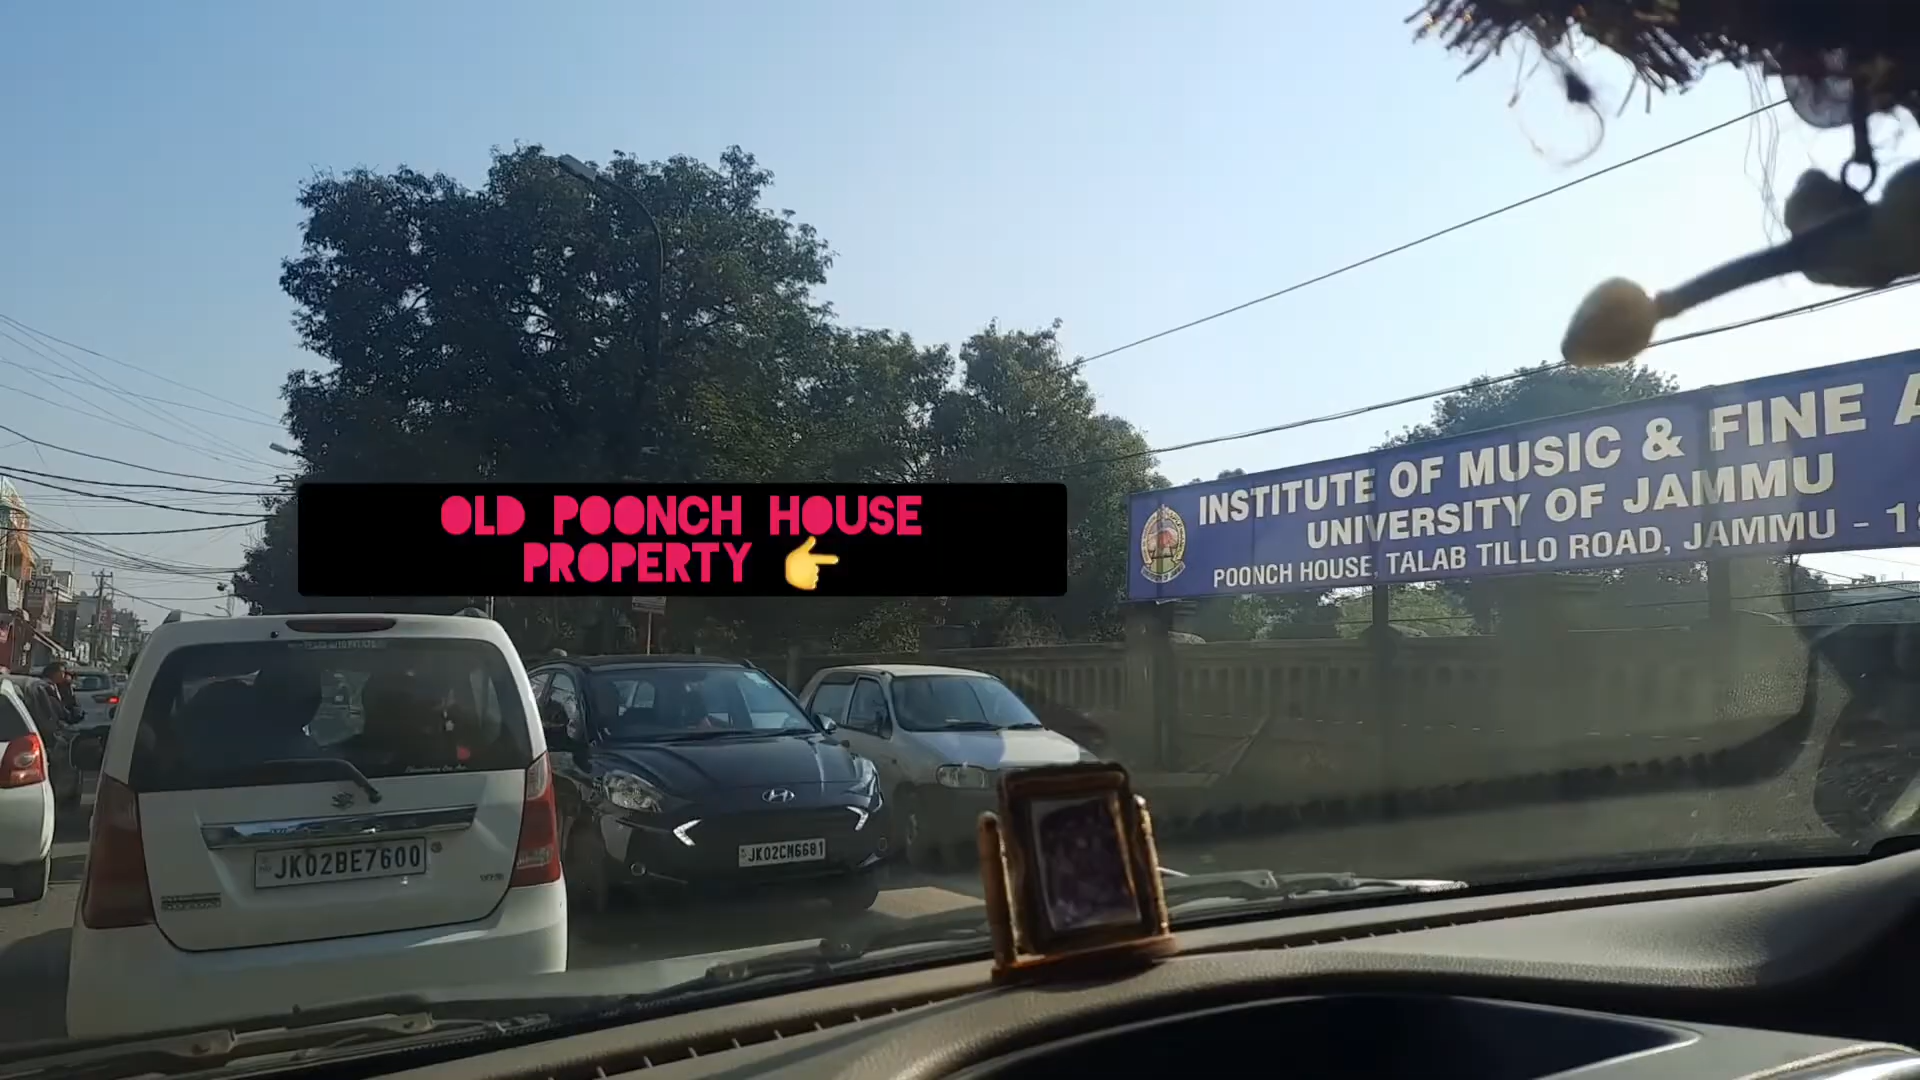 OLD POONCH HOUSE
PROPERTY 👉
INSTITUTE OF MUSIC & FINE A
UNIVERSITY OF JAMMU
POONCH HOUSE, TALAB TILLO ROAD, JAMMU - 1
JK02BE7600
JK02CM6681